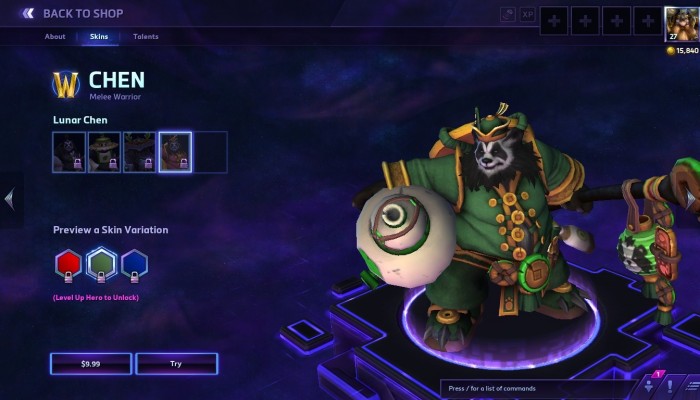 BACK TO SHOP
XP
About
Skins
Talents
27
15,840
W
CHEN
Melee Warrior
Lunar Chen
Preview a Skin Variation
(Level Up Hero to Unlock)
$9.99
Try
Press / for a list of commands
1